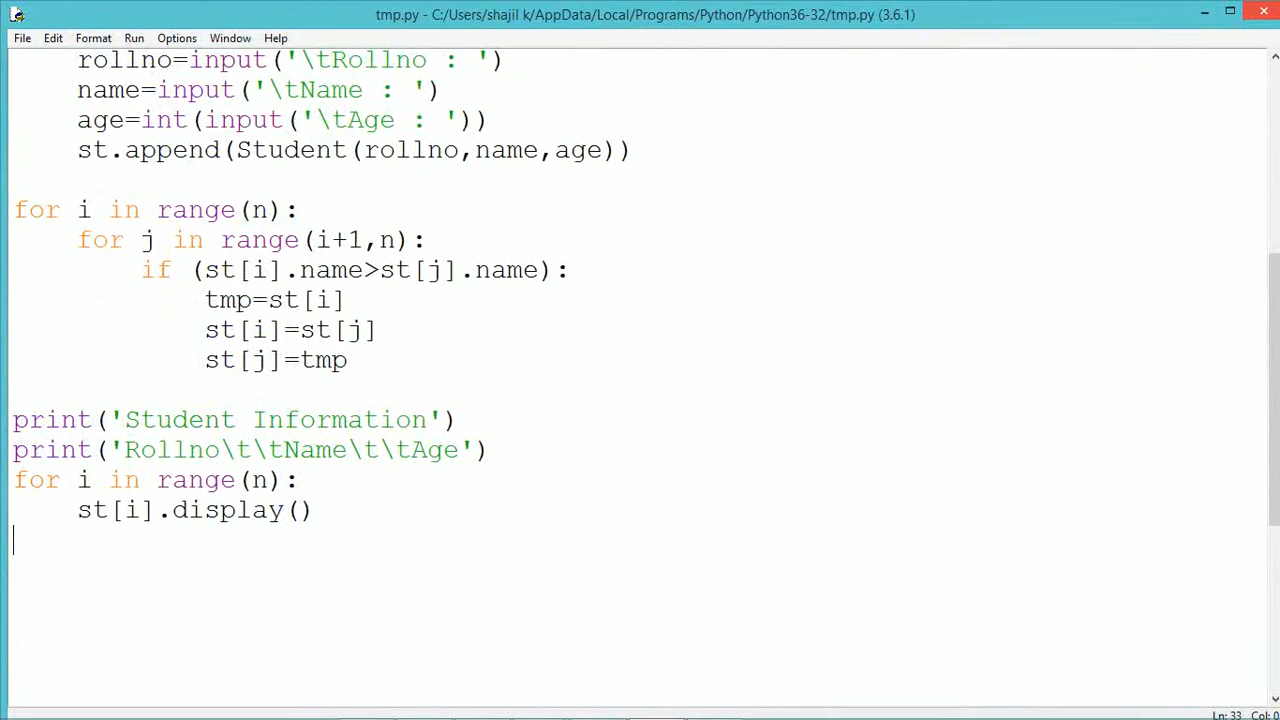 tmp.py - C:/Users/shajil k/AppData/Local/Programs/Python/Python36-32/tmp.py (3.6.1)
File Edit Format Run Options Window Help
    rollno=input('\tRollno : ')
    name=input('\tName : ')
    age=int(input('\tAge : '))
    st.append(Student(rollno,name,age))
for i in range(n):
    for j in range(i+1,n):
        if (st[i].name>st[j].name):
            tmp=st[i]
            st[i]=st[j]
            st[j]=tmp
print('Student Information')
print('Rollno\t\tName\t\tAge')
for i in range(n):
    st[i].display()
Ln: 33 Col: 0